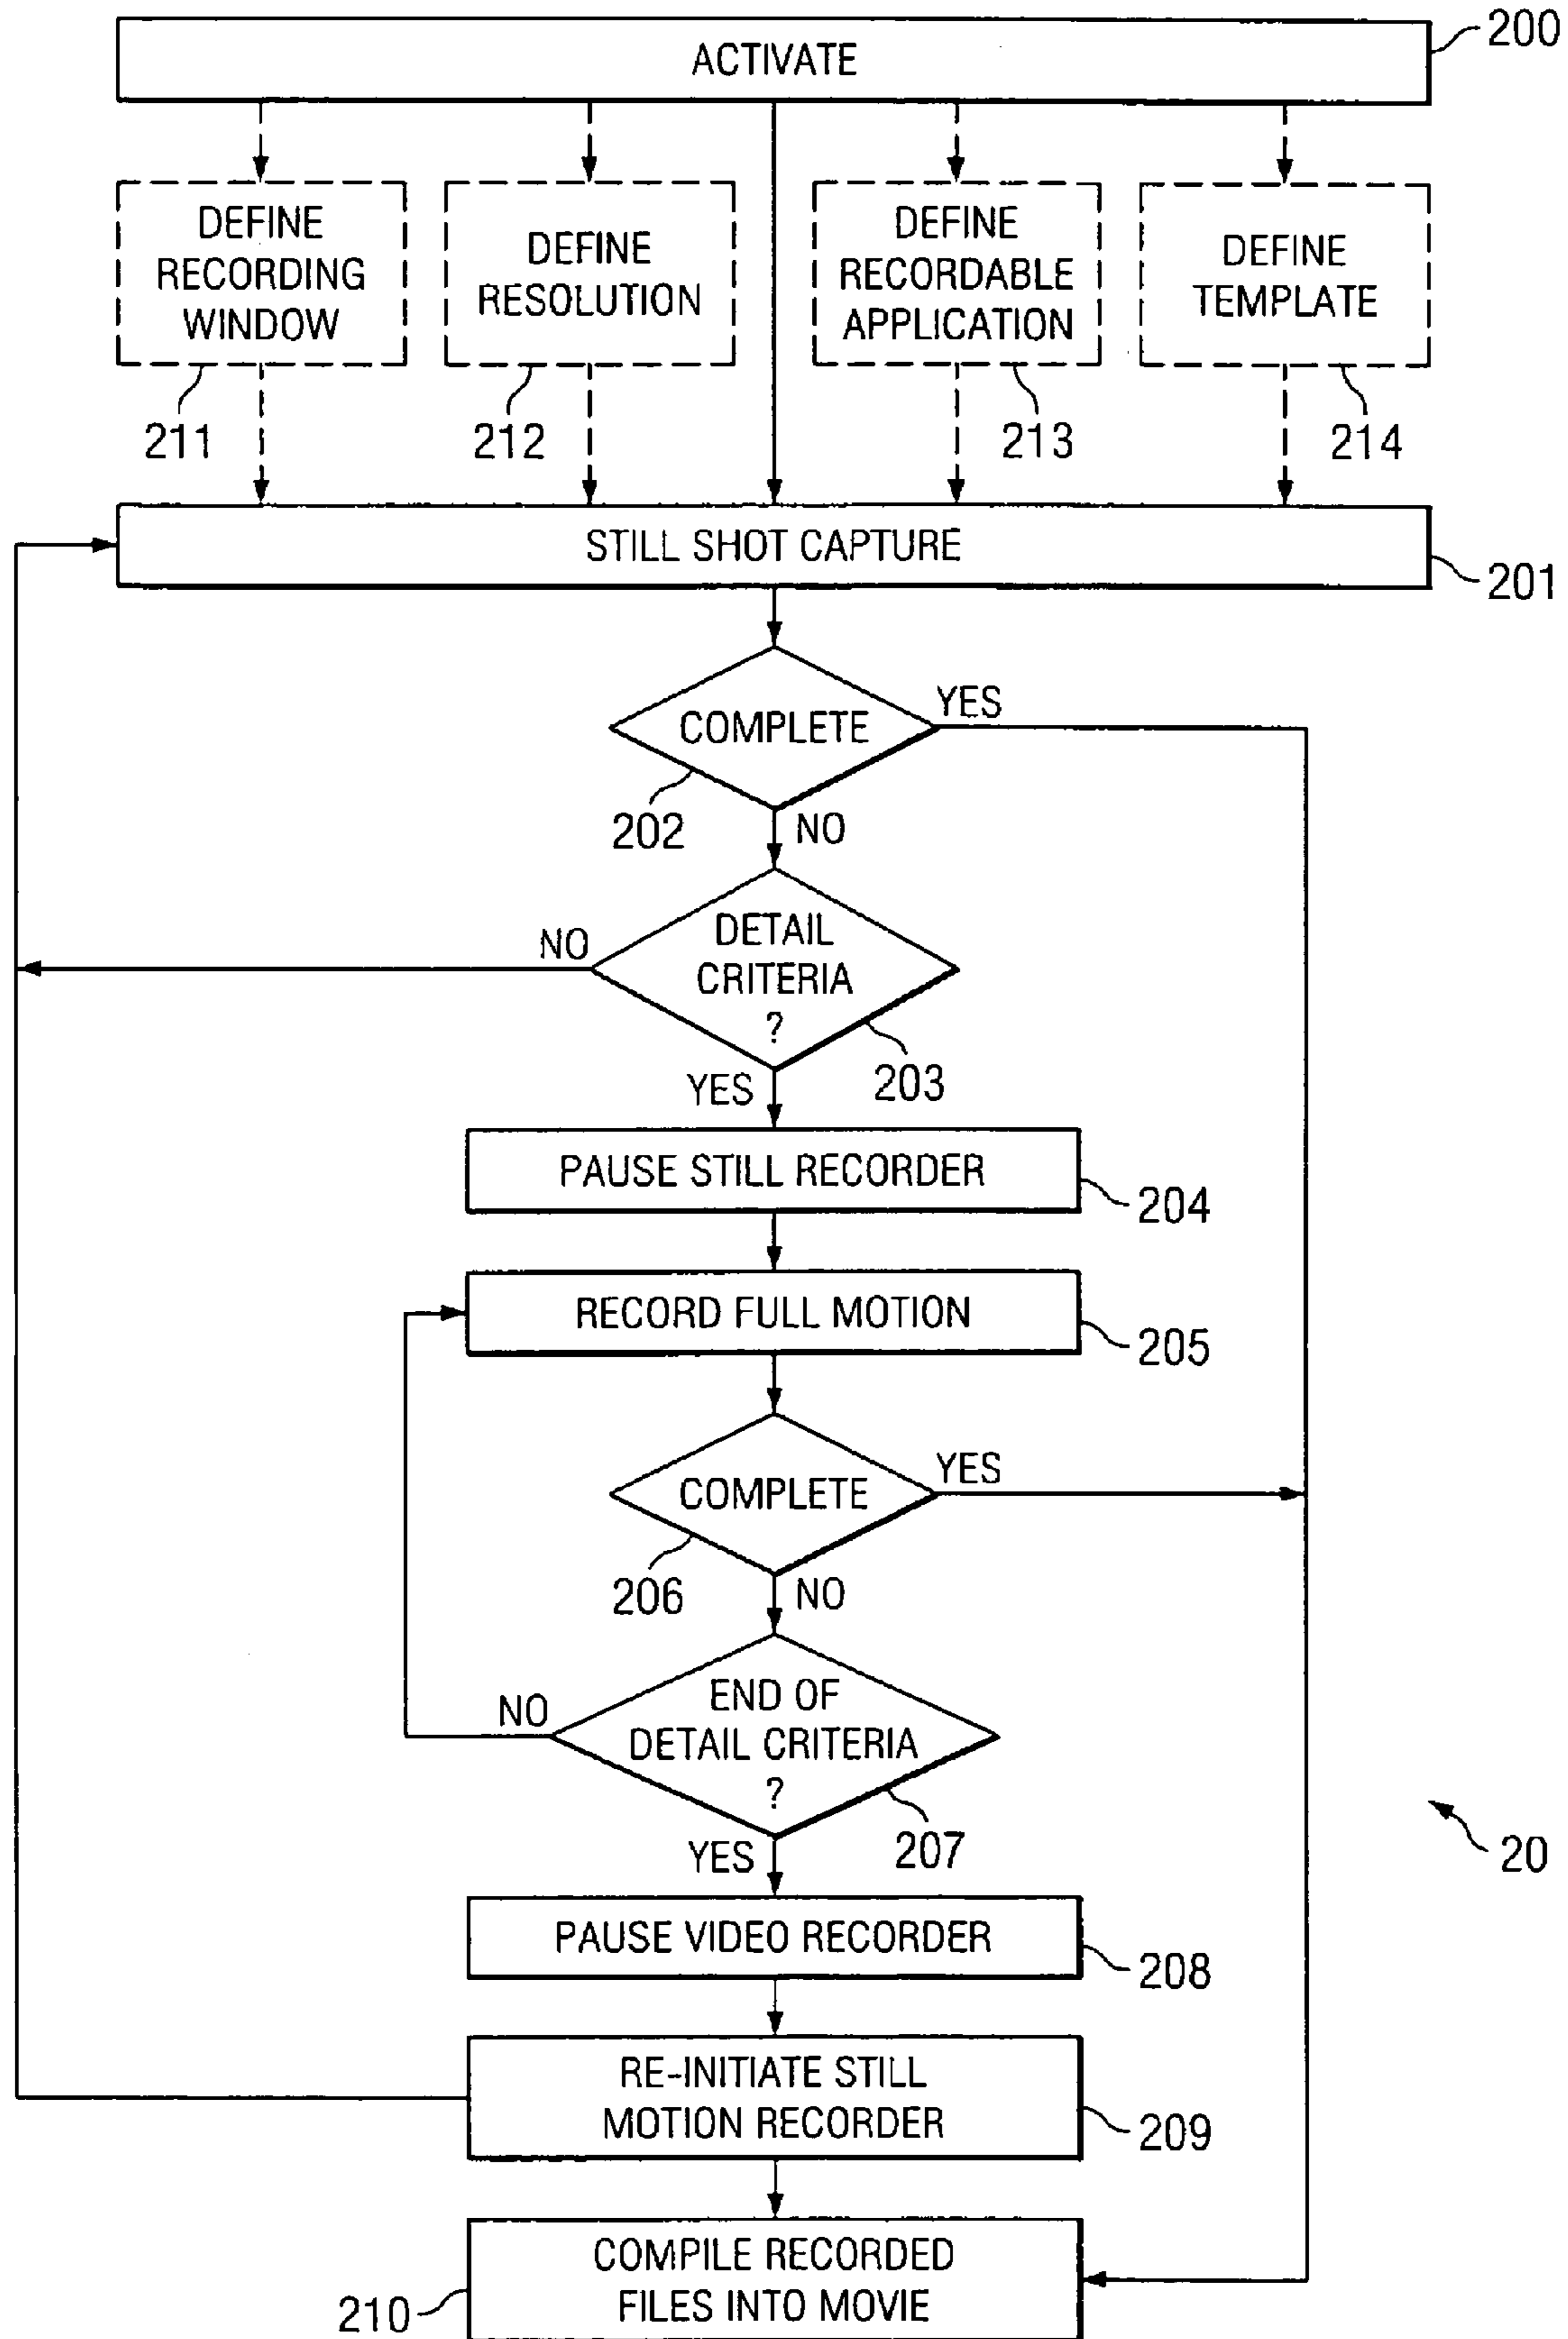 ACTIVATE
200
DEFINE
RECORDING
WINDOW
DEFINE
RESOLUTION
DEFINE
RECORDABLE
APPLICATION
DEFINE
TEMPLATE
211
212
213
214
STILL SHOT CAPTURE
201
COMPLETE
YES
202
NO
DETAIL
CRITERIA
?
NO
203
YES
PAUSE STILL RECORDER
204
RECORD FULL MOTION
205
COMPLETE
YES
206
NO
END OF
DETAIL CRITERIA
?
NO
207
YES
20
PAUSE VIDEO RECORDER
208
RE-INITIATE STILL
MOTION RECORDER
209
COMPILE RECORDED
FILES INTO MOVIE
210